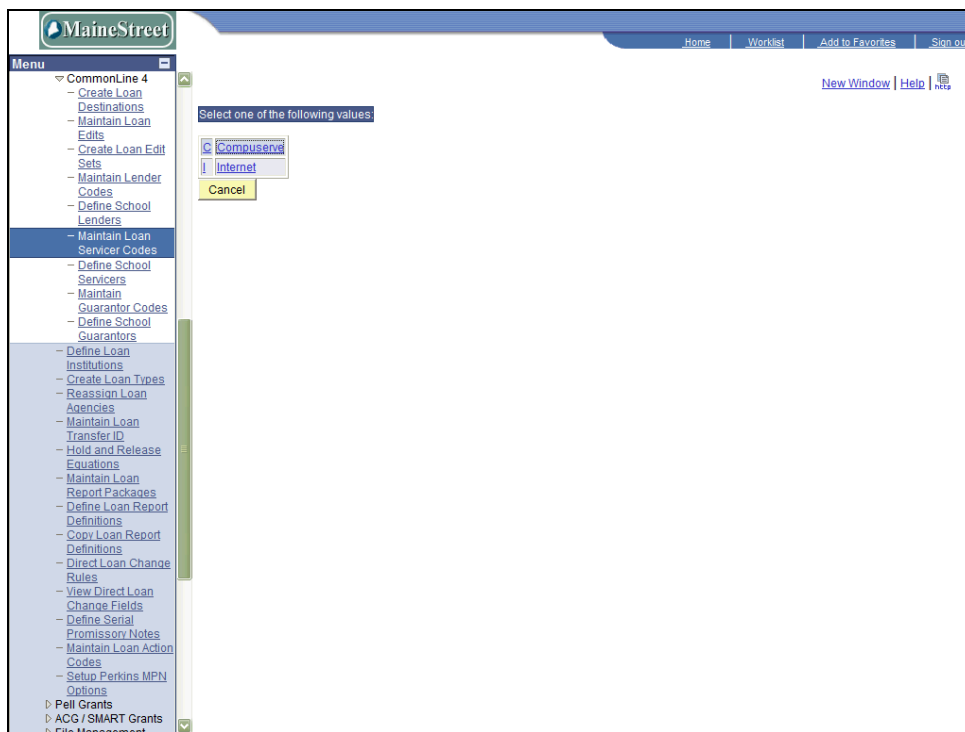 MaineStreet
Home Worklist Add to Favorites Sign ou
Menu
CommonLine 4
New Window | Help | http
– Create Loan
Destinations
– Maintain Loan
Edits
– Create Loan Edit
Sets
– Maintain Lender
Codes
– Define School
Lenders
– Maintain Loan
Servicer Codes
– Define School
Servicers
– Maintain
Guarantor Codes
– Define School
Guarantors
– Define Loan
Institutions
– Create Loan Types
– Reassign Loan
Agencies
– Maintain Loan
Transfer ID
– Hold and Release
Equations
– Maintain Loan
Report Packages
– Define Loan Report
Definitions
– Copy Loan Report
Definitions
– Direct Loan Change
Rules
– View Direct Loan
Change Fields
– Define Serial
Promissory Notes
– Maintain Loan Action
Codes
– Setup Perkins MPN
Options
Pell Grants
ACG / SMART Grants
File Management
Select one of the following values:
C Compuserve
I Internet
Cancel